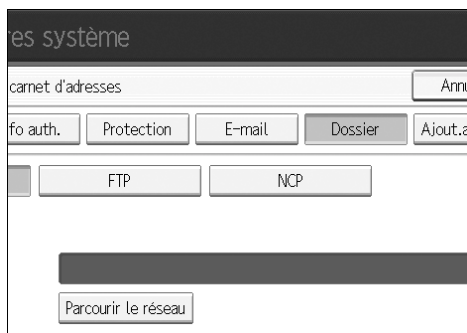 res système
carnet d'adresses
Annu
fo auth. Protection E-mail Dossier Ajout.a
FTP NCP
Parcourir le réseau